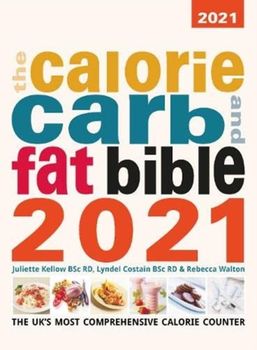 2021
the calorie
carb and
fat bible
2021
Juliette Kellow BSc RD, Lyndel Costain BSc RD & Rebecca Walton
THE UK'S MOST COMPREHENSIVE CALORIE COUNTER